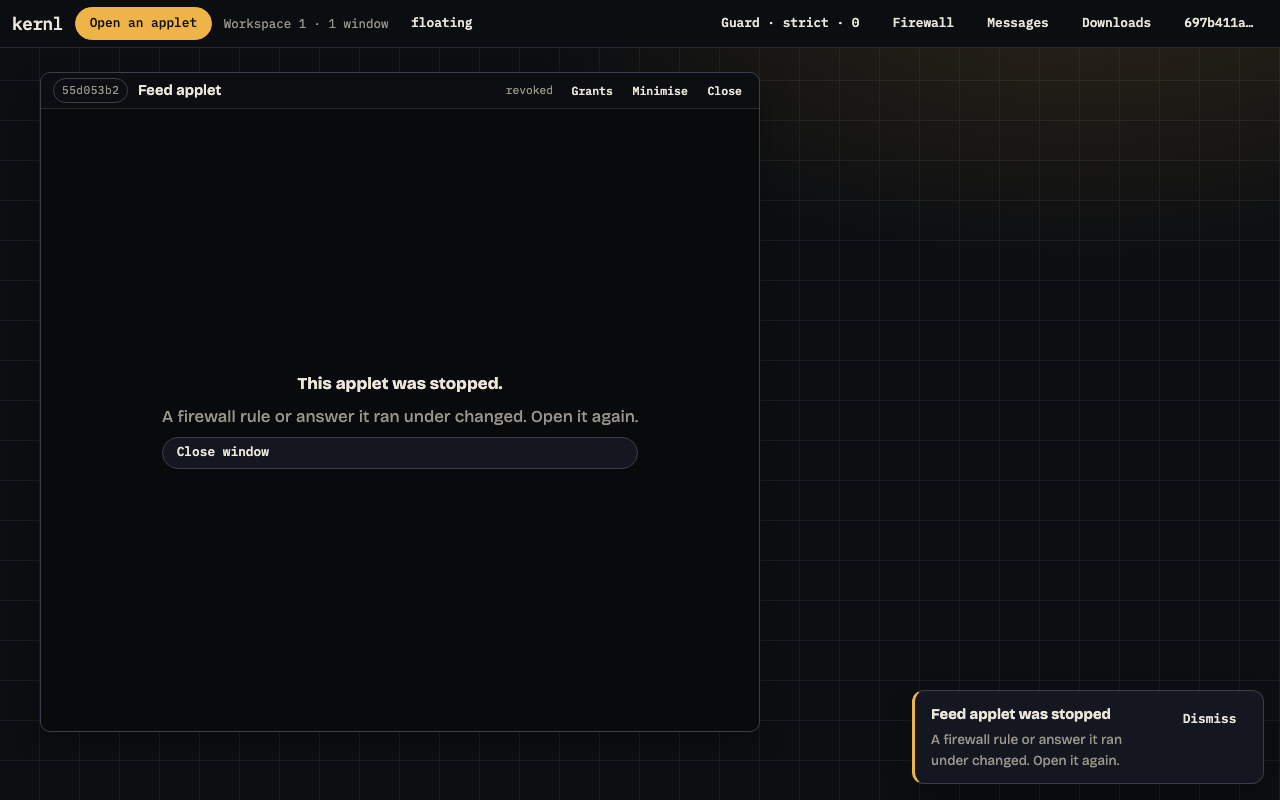 kernl Open an applet Workspace 1 · 1 window floating Guard · strict · 0 Firewall Messages Downloads 697b411a…
55d053b2 Feed applet revoked Grants Minimise Close
This applet was stopped.
A firewall rule or answer it ran under changed. Open it again.
Close window
Feed applet was stopped
Dismiss
A firewall rule or answer it ran
under changed. Open it again.